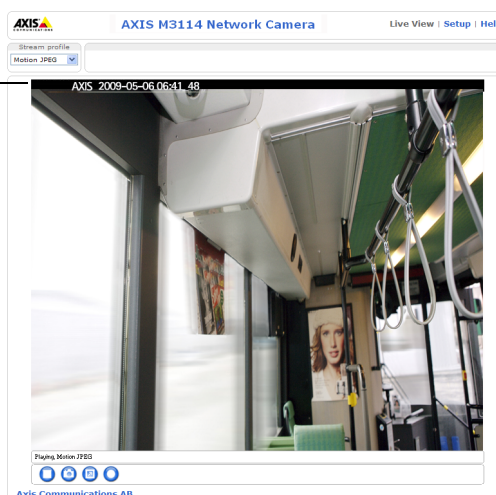 AXIS
COMMUNICATIONS
AXIS M3114 Network Camera
Live View | Setup | Hel
Stream profile
Motion JPEG
AXIS 2009-05-06 06:41 48
Playing, Motion JPEG
Axis Communications AB